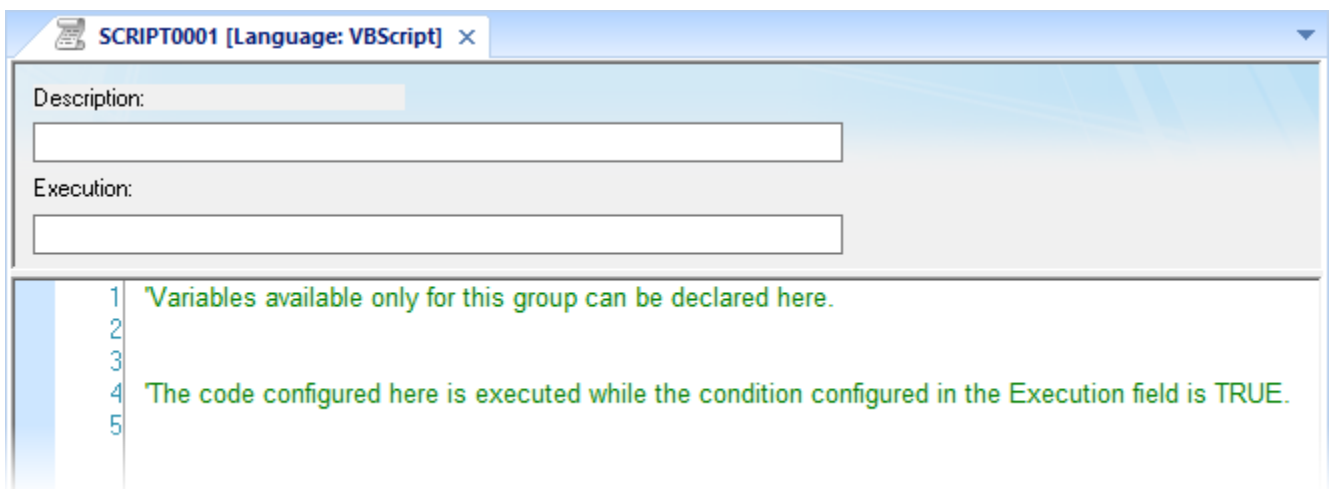 SCRIPT0001 [Language: VBScript] ×
Description:
Execution:
1 'Variables available only for this group can be declared here.
2
3
4 'The code configured here is executed while the condition configured in the Execution field is TRUE.
5